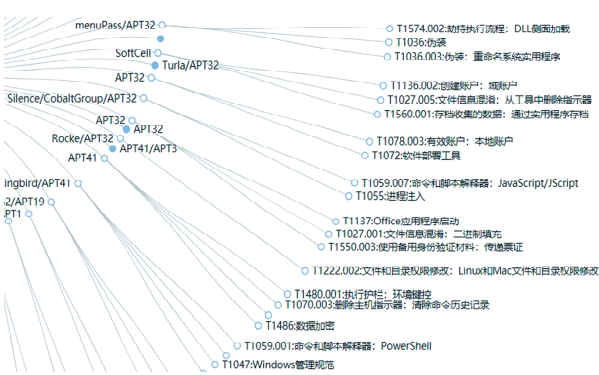 menuPass/APT32
SoftCell
Turla/APT32
APT32
Silence/CobaltGroup/APT32
APT32
APT32
Rocke/APT32
APT41/APT3
APT41
ingbird/APT41
2/APT19
APT1
T1574.002:劫持执行流程：DLL侧面加载
T1036:伪装
T1036.003:伪装：重命名系统实用程序
T1136.002:创建账户：域账户
T1027.005:文件信息混淆：从工具中删除指示器
T1560.001:存档收集的数据：通过实用程序存档
T1078.003:有效账户：本地账户
T1072:软件部署工具
T1059.007:命令和脚本解释器：JavaScript/JScript
T1055:进程注入
T1137:Office应用程序启动
T1027.001:文件信息混淆：二进制填充
T1550.003:使用备用身份验证材料：传递票证
T1222.002:文件和目录权限修改：Linux和Mac文件和目录权限修改
T1480.001:执行护栏：环境键控
T1070.003:删除主机指示器：清除命令历史记录
T1486:数据加密
T1059.001:命令和脚本解释器：PowerShell
T1047:Windows管理规范